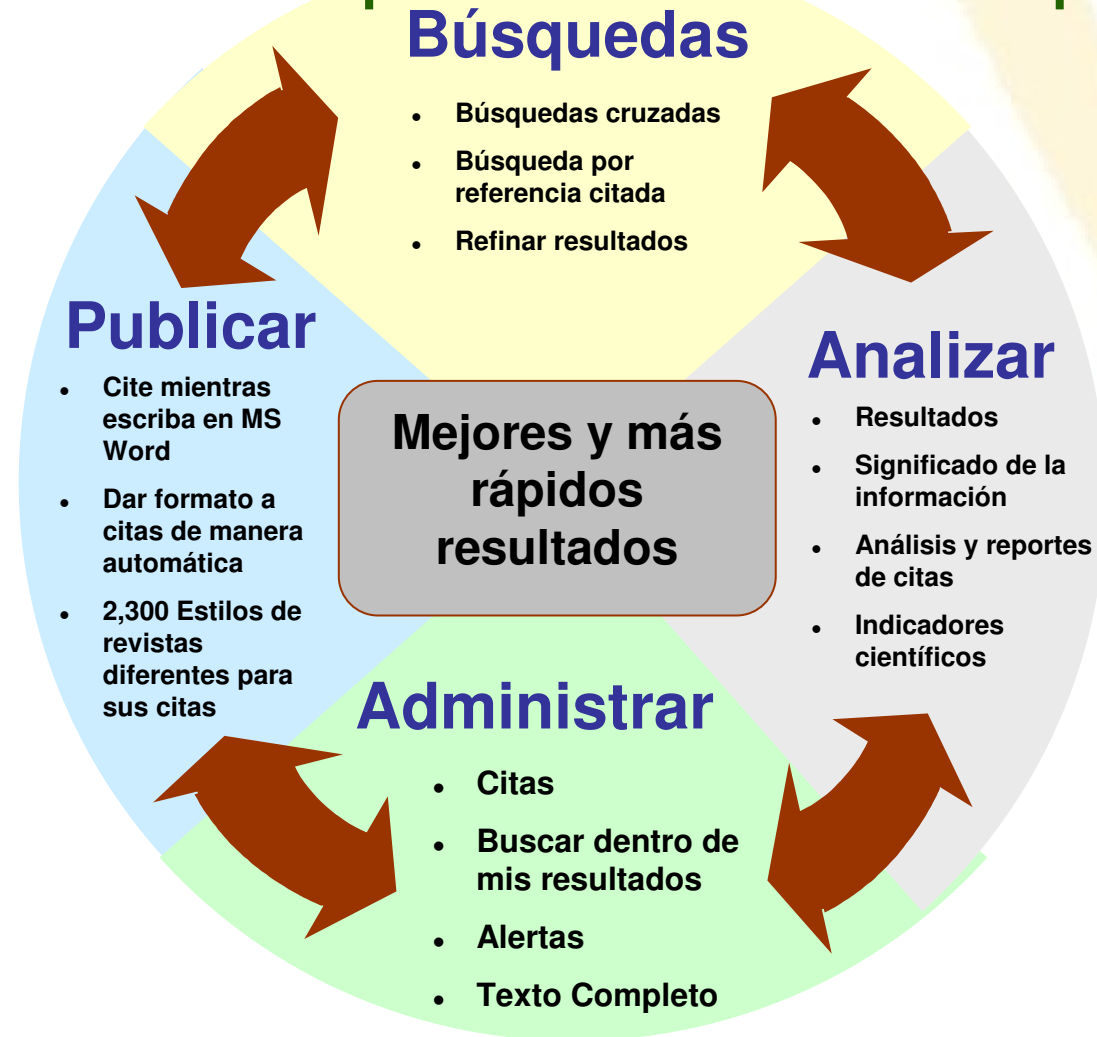 Búsquedas
• Búsquedas cruzadas
• Búsqueda por
referencia citada
• Refinar resultados
Publicar
• Cite mientras
escriba en MS
Word
• Dar formato a
citas de manera
automática
• 2,300 Estilos de
revistas
diferentes para
sus citas
Mejores y más
rápidos
resultados
Analizar
• Resultados
• Significado de la
información
• Análisis y reportes
de citas
• Indicadores
científicos
Administrar
• Citas
• Buscar dentro de
mis resultados
• Alertas
• Texto Completo